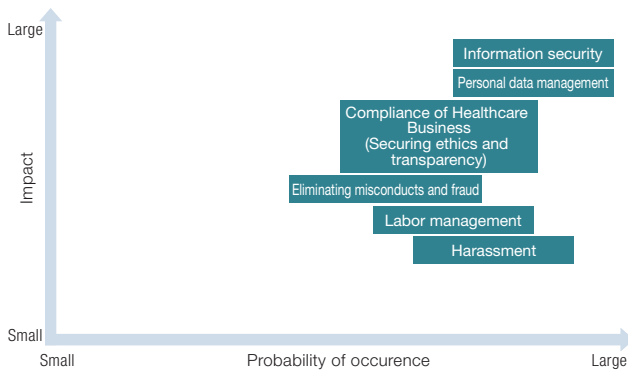 Large
Information security
Personal data management
Compliance of Healthcare
Business
(Securing ethics and
transparency)
Impact
Eliminating misconducts and fraud
Labor management
Harassment
Small
Small
Probability of occurence
Large